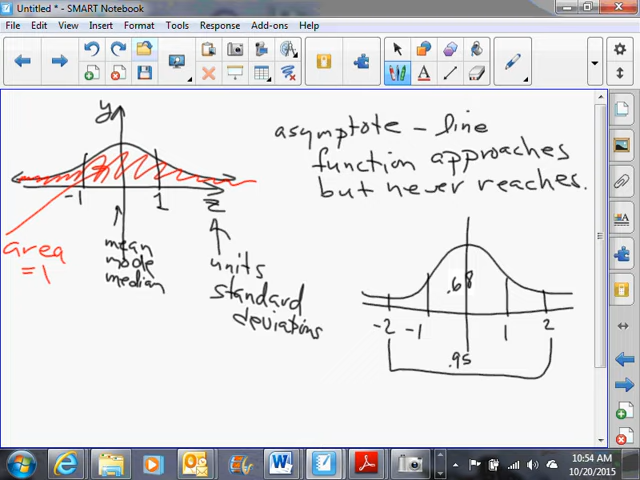 Untitled * - SMART Notebook
File Edit View Insert Format Tools Response Add-ons Help
y
asymptote - line
function approaches
but never reaches.
-1
1
z
area
=1
mean
mode
median
units
standard
deviations
.68
-2 -1 1 2
.95
10:54 AM
10/20/2015